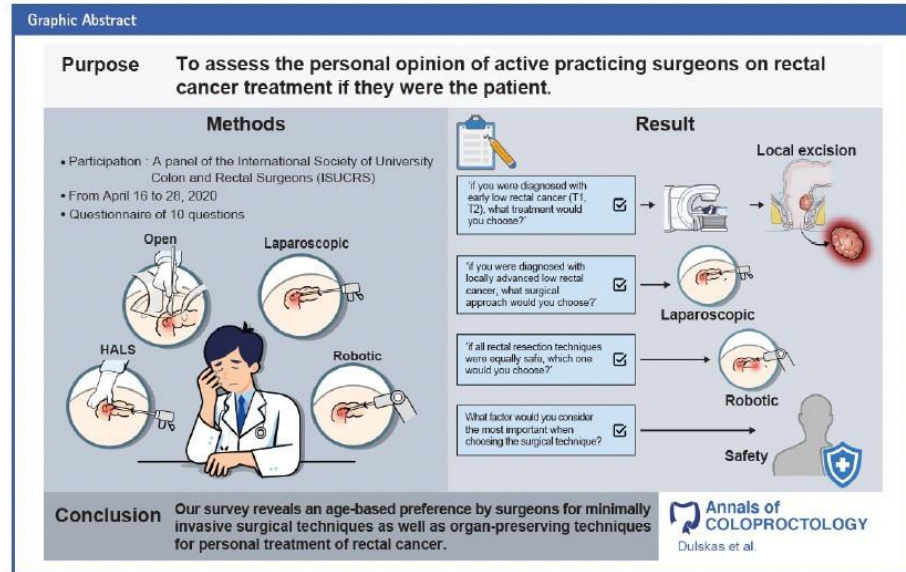 Graphic Abstract
Purpose
To assess the personal opinion of active practicing surgeons on rectal
cancer treatment if they were the patient.
Methods
• Participation : A panel of the International Society of University
Colon and Rectal Surgeons (ISUCRS)
• From April 16 to 28, 2020
• Questionnaire of 10 questions
Open
Laparoscopic
HALS
Robotic
Result
'if you were diagnosed with
early low rectal cancer (T1,
T2), what treatment would
you choose?'
Local excision
'if you were diagnosed with
locally advanced low rectal
cancer, what surgical
approach would you choose?'
Laparoscopic
'if all rectal resection techniques
were equally safe, which one
would you choose?'
Robotic
What factor would you consider
the most important when
choosing the surgical technique?
Safety
Conclusion
Our survey reveals an age-based preference by surgeons for minimally
invasive surgical techniques as well as organ-preserving techniques
for personal treatment of rectal cancer.
Annals of
COLOPROCTOLOGY
Dulskas et al.